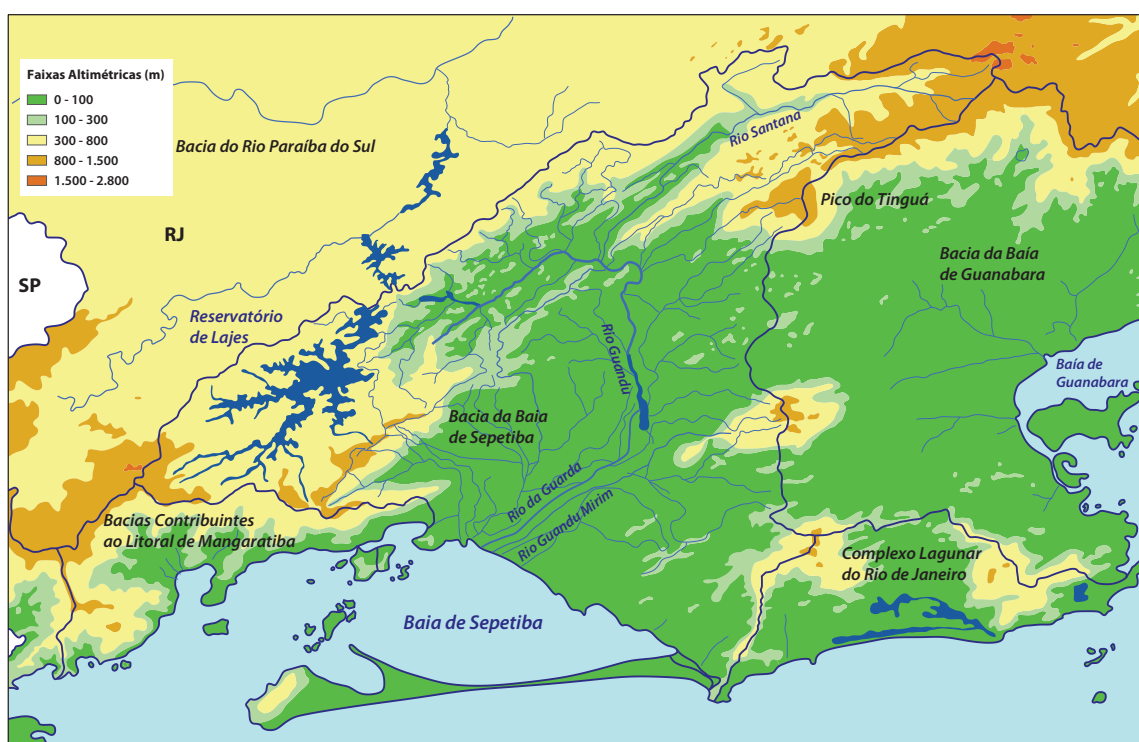 Faixas Altimétricas (m)
0 - 100
100 - 300
300 - 800
800 - 1.500
1.500 - 2.800
Bacia do Rio Paraíba do Sul
RJ
SP
Reservatório
de Lajes
Rio Santana
Pico do Tinguá
Bacia da Baía
de Guanabara
Baía de
Guanabara
Rio Guandu
Bacia da Baia
de Sepetiba
Rio da Guarda
Rio Guandu Mirim
Bacias Contribuintes
ao Litoral de Mangaratiba
Complexo Lagunar
do Rio de Janeiro
Baia de Sepetiba